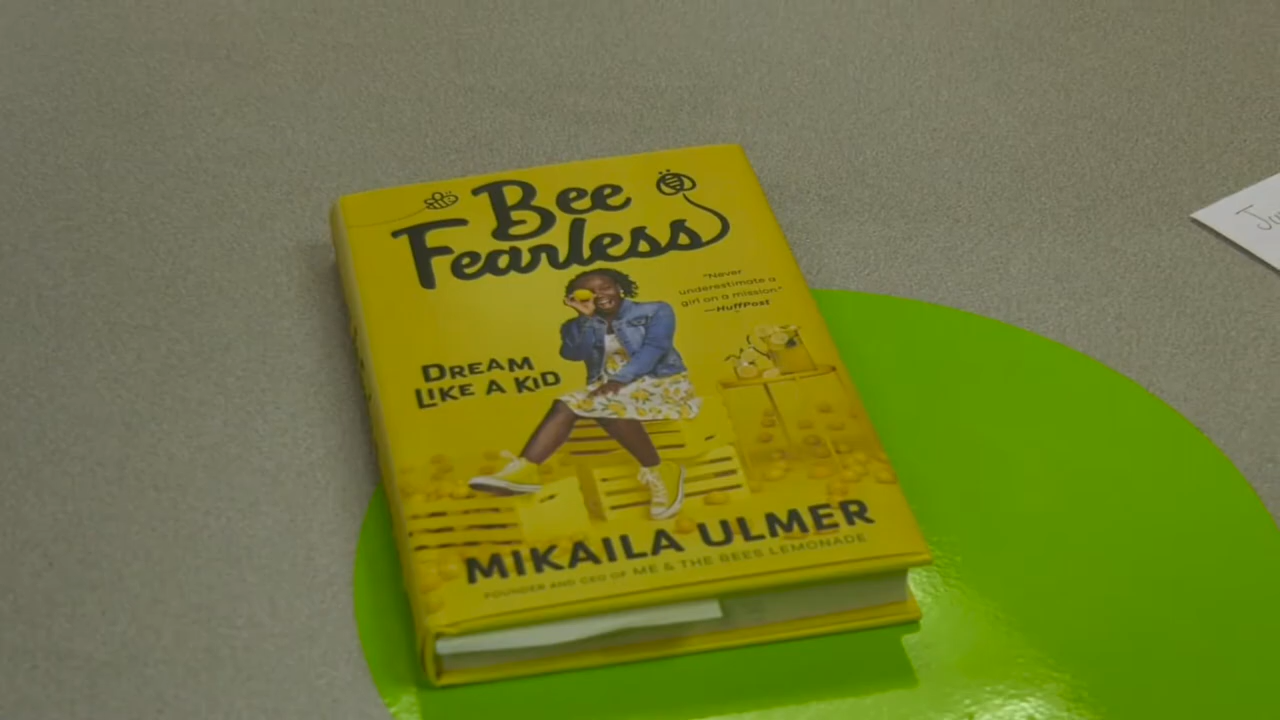 Bee
Fearless
"Never
underestimate a
girl on a mission."
—HuffPost
DREAM
LIKE A KID
MIKAILA ULMER
FOUNDER AND CEO OF ME & THE BEES LEMONADE